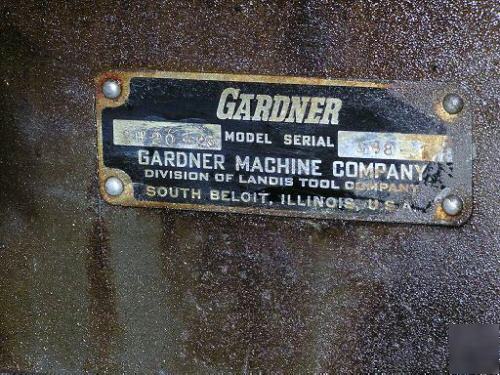 GARDNER
MODEL SERIAL
GARDNER MACHINE COMPANY
DIVISION OF LANDIS TOOL COMPANY
SOUTH BELOIT, ILLINOIS, U.S.A.